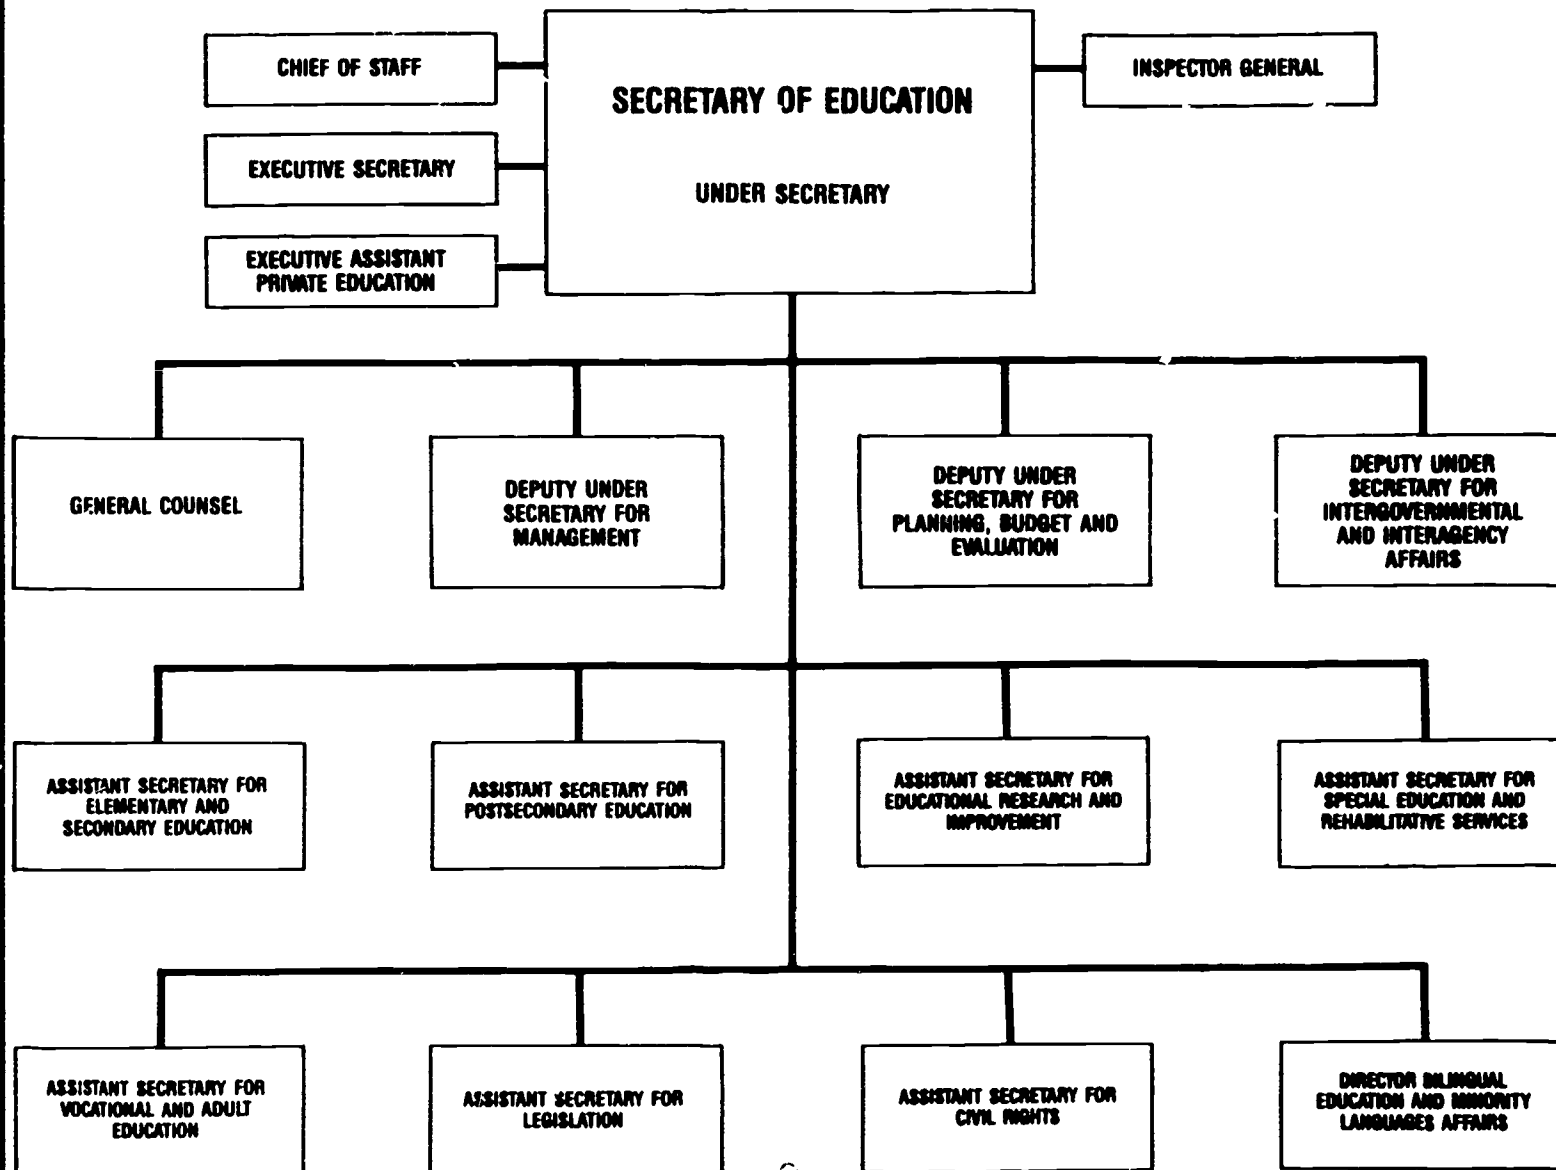 CHIEF OF STAFF
SECRETARY OF EDUCATION
INSPECTOR GENERAL
EXECUTIVE SECRETARY
UNDER SECRETARY
EXECUTIVE ASSISTANT
PRIVATE EDUCATION
GENERAL COUNSEL
DEPUTY UNDER
SECRETARY FOR
MANAGEMENT
DEPUTY UNDER
SECRETARY FOR
PLANNING, BUDGET AND
EVALUATION
DEPUTY UNDER
SECRETARY FOR
INTERGOVERNMENTAL
AND INTERAGENCY
AFFAIRS
ASSISTANT SECRETARY FOR
ELEMENTARY AND
SECONDARY EDUCATION
ASSISTANT SECRETARY FOR
POSTSECONDARY EDUCATION
ASSISTANT SECRETARY FOR
EDUCATIONAL RESEARCH AND
IMPROVEMENT
ASSISTANT SECRETARY FOR
SPECIAL EDUCATION AND
REHABILITATIVE SERVICES
ASSISTANT SECRETARY FOR
VOCATIONAL AND ADULT
EDUCATION
ASSISTANT SECRETARY FOR
LEGISLATION
ASSISTANT SECRETARY FOR
CIVIL RIGHTS
DIRECTOR BILINGUAL
EDUCATION AND MINORITY
LANGUAGES AFFAIRS